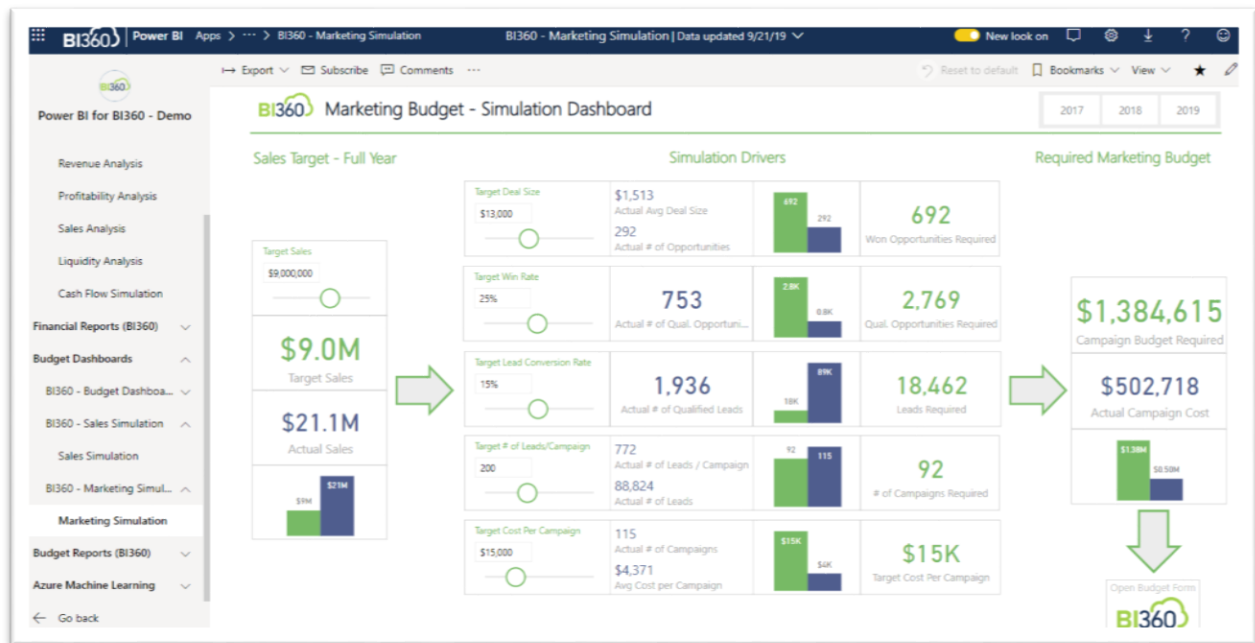 BI360 Power BI Apps > ··· > BI360 - Marketing Simulation
BI360 - Marketing Simulation | Data updated 9/21/19
New look on
?
BI360
Power BI for BI360 - Demo
Revenue Analysis
Profitability Analysis
Sales Analysis
Liquidity Analysis
Cash Flow Simulation
Financial Reports (BI360)
Budget Dashboards
BI360 - Budget Dashboa...
BI360 - Sales Simulation
Sales Simulation
BI360 - Marketing Simul...
Marketing Simulation
Budget Reports (BI360)
Azure Machine Learning
Go back
Export Subscribe Comments ···
Reset to default Bookmarks View
BI360 Marketing Budget - Simulation Dashboard
2017 2018 2019
Sales Target - Full Year
Target Sales
$9,000,000
$9.0M
Target Sales
$21.1M
Actual Sales
$9M
$21M
Simulation Drivers
Target Deal Size
$13,000
$1,513
Actual Avg Deal Size
292
Actual # of Opportunities
692
292
692
Won Opportunities Required
Target Win Rate
25%
753
Actual # of Qual. Opportuni...
2.8K
0.8K
2,769
Qual. Opportunities Required
Target Lead Conversion Rate
15%
1,936
Actual # of Qualified Leads
18K
89K
18,462
Leads Required
Target # of Leads/Campaign
200
772
Actual # of Leads / Campaign
88,824
Actual # of Leads
92
115
92
# of Campaigns Required
Target Cost Per Campaign
$15,000
115
Actual # of Campaigns
$4,371
Avg Cost per Campaign
$15K
$4K
$15K
Target Cost Per Campaign
Required Marketing Budget
$1,384,615
Campaign Budget Required
$502,718
Actual Campaign Cost
$1.38M
$0.50M
Open Budget Form
BI360